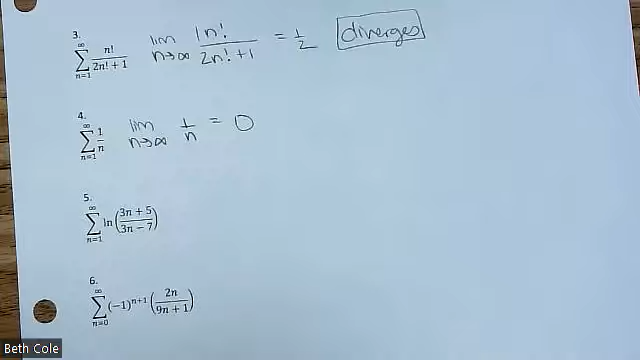 3.
∞ ∑ n=1 n!/(2n! + 1) lim n→∞ 1n!/(2n!+1) = 1/2 diverges
4.
∞ ∑ n=1 1/n lim n→∞ 1/n = 0
5.
∞ ∑ n=1 ln((3n + 5)/(3n − 7))
6.
∞ ∑ n=0 (−1)^(n+1) (2n/(9n + 1))
Beth Cole